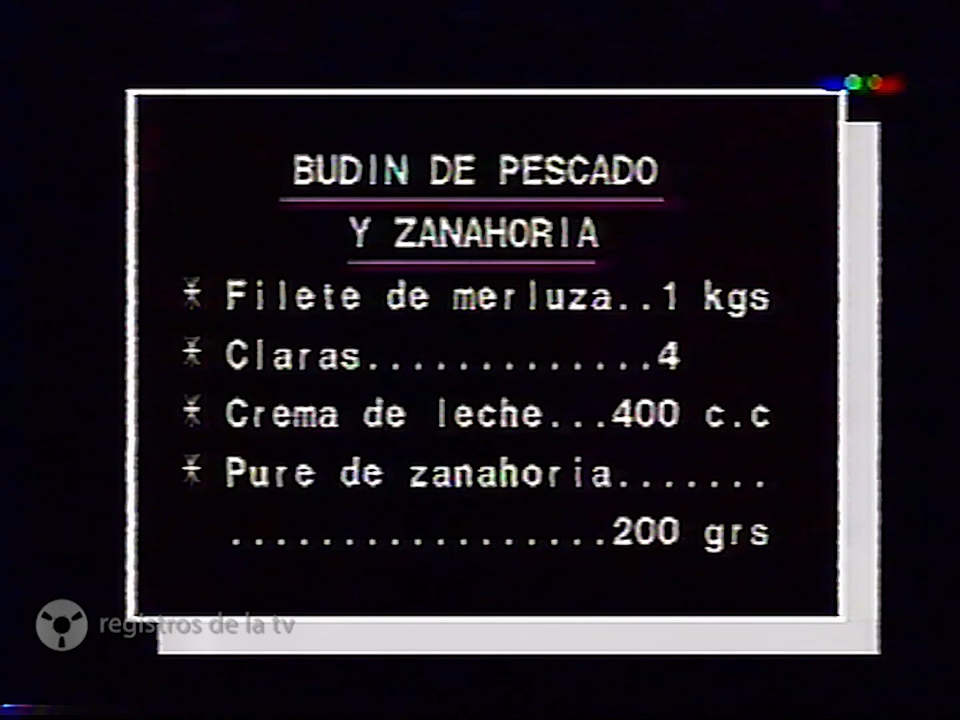 BUDIN DE PESCADO
Y ZANAHORIA
* Filete de merluza..1 kgs
* Claras.............4
* Crema de leche...400 c.c
* Pure de zanahoria.......
.................200 grs
registros de la tv